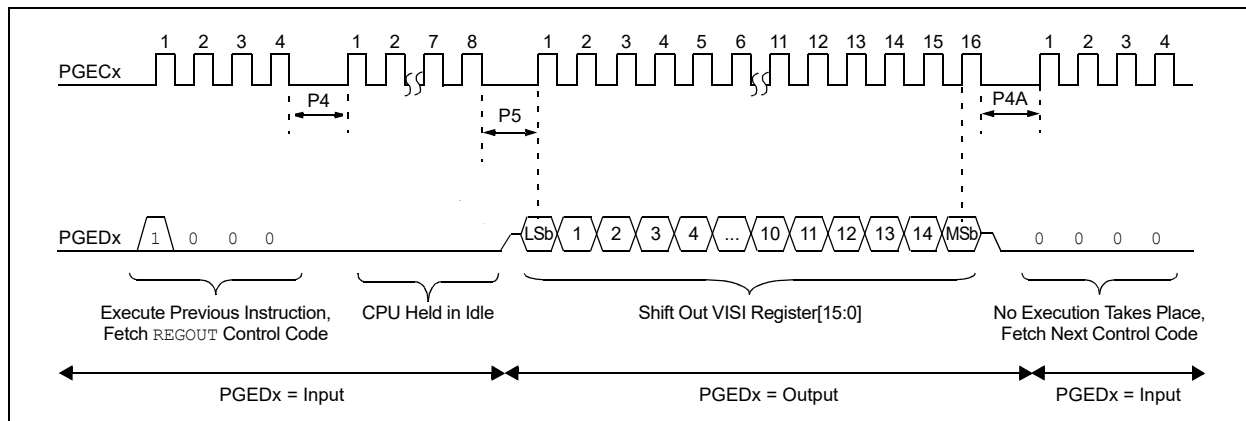 1 2 3 4 1 2 7 8 1 2 3 4 5 6 11 12 13 14 15 16 1 2 3 4
PGECx
P4 P5 P4A
PGEDx 1 0 0 0 LSb 1 2 3 4 ... 10 11 12 13 14 MSb 0 0 0 0
Execute Previous Instruction, CPU Held in Idle Shift Out VISI Register[15:0] No Execution Takes Place,
Fetch REGOUT Control Code Fetch Next Control Code
PGEDx = Input PGEDx = Output PGEDx = Input